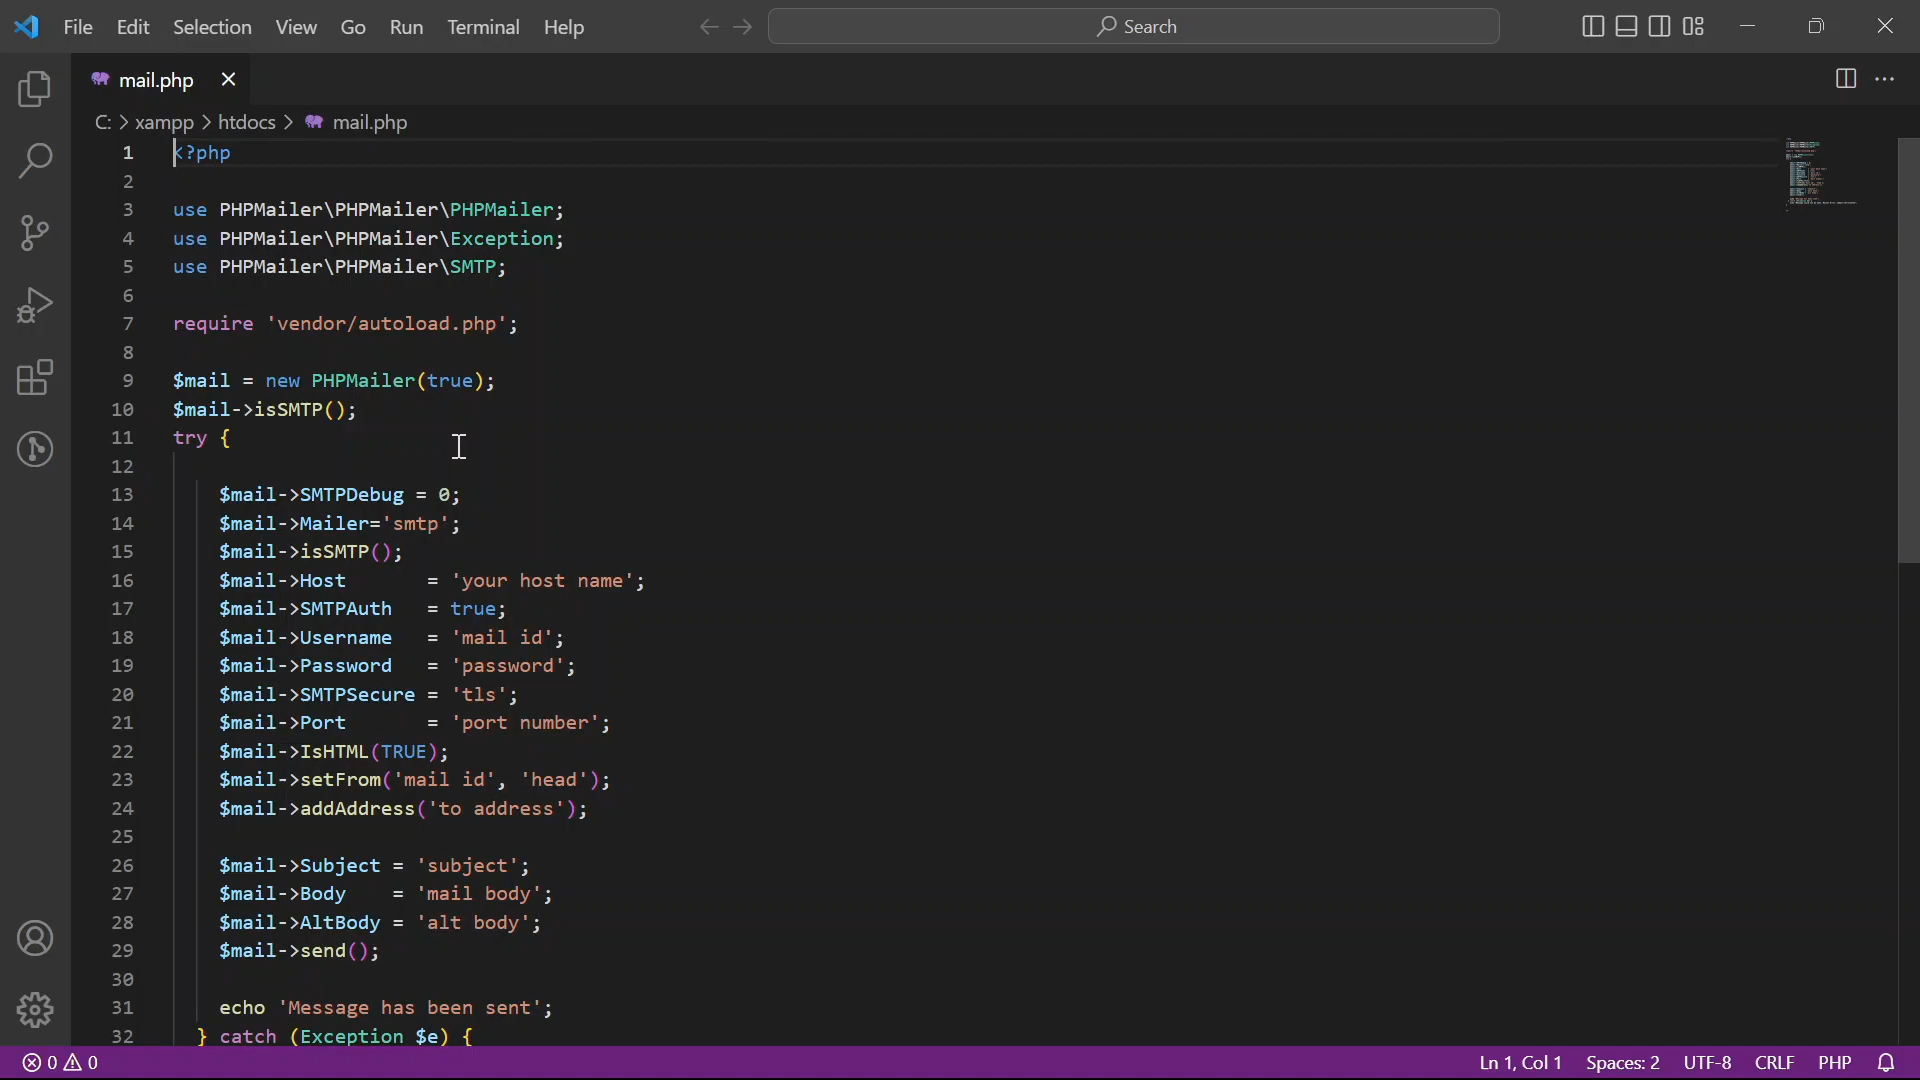 File Edit Selection View Go Run Terminal Help Search
mail.php
C: > xampp > htdocs > mail.php
1 <?php
2
3 use PHPMailer\PHPMailer\PHPMailer;
4 use PHPMailer\PHPMailer\Exception;
5 use PHPMailer\PHPMailer\SMTP;
6
7 require 'vendor/autoload.php';
8
9 $mail = new PHPMailer(true);
10 $mail->isSMTP();
11 try {
12
13 $mail->SMTPDebug = 0;
14 $mail->Mailer='smtp';
15 $mail->isSMTP();
16 $mail->Host       = 'your host name';
17 $mail->SMTPAuth   = true;
18 $mail->Username   = 'mail id';
19 $mail->Password   = 'password';
20 $mail->SMTPSecure = 'tls';
21 $mail->Port       = 'port number';
22 $mail->IsHTML(TRUE);
23 $mail->setFrom('mail id', 'head');
24 $mail->addAddress('to address');
25
26 $mail->Subject = 'subject';
27 $mail->Body    = 'mail body';
28 $mail->AltBody = 'alt body';
29 $mail->send();
30
31 echo 'Message has been sent';
32 } catch (Exception $e) {
0 0 Ln 1, Col 1 Spaces: 2 UTF-8 CRLF PHP